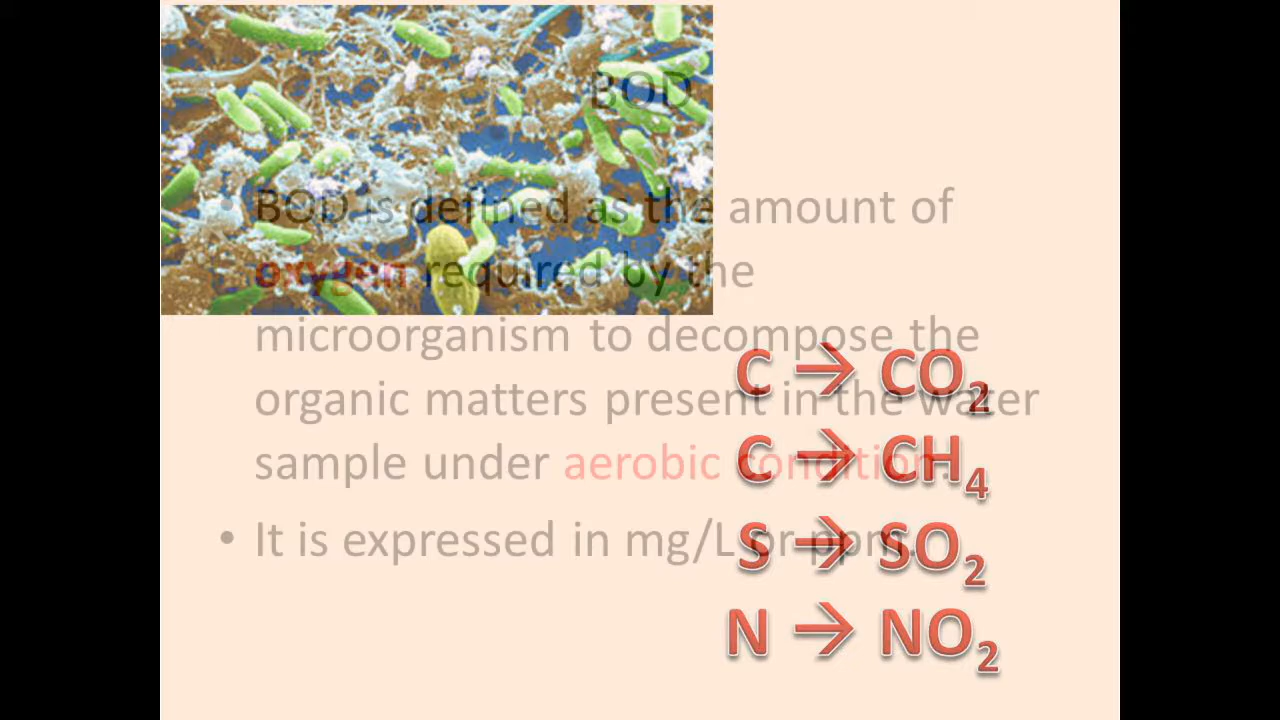 BOD
• BOD is defined as the amount of
oxygen required by the
microorganism to decompose the
organic matters present in the water
sample under aerobic condition.
• It is expressed in mg/L or ppm.
C → CO₂
C → CH₄
S → SO₂
N → NO₂